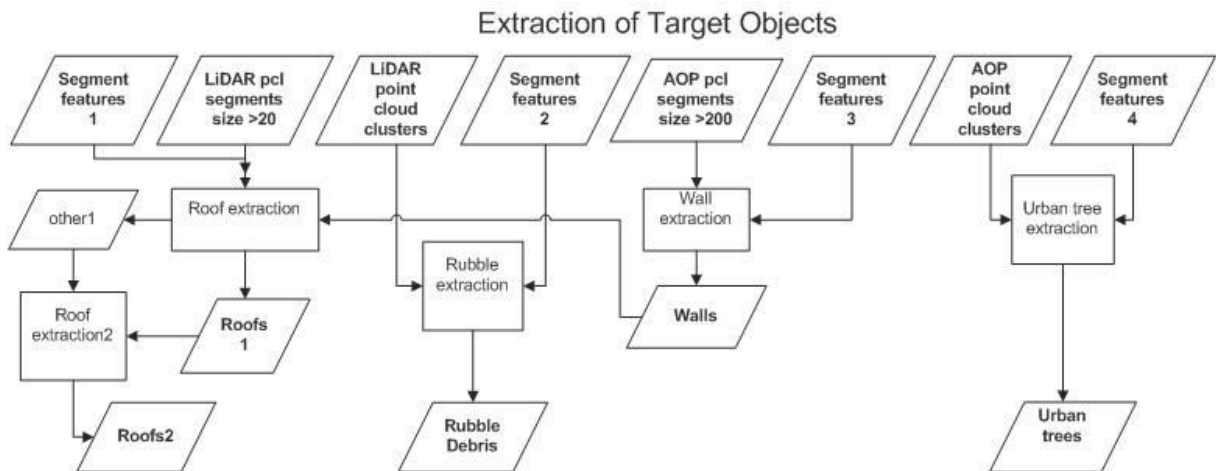 Extraction of Target Objects
Segment
features
1
LiDAR pcl
segments
size >20
LiDAR
point
cloud
clusters
Segment
features
2
AOP pcl
segments
size >200
Segment
features
3
AOP
point
cloud
clusters
Segment
features
4
other1
Roof extraction
Wall
extraction
Urban tree
extraction
Rubble
extraction
Roof
extraction2
Roofs
1
Walls
Roofs2
Rubble
Debris
Urban
trees